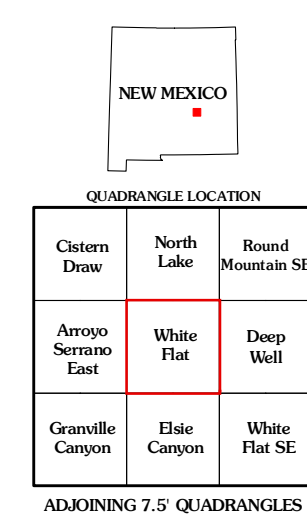 NEW MEXICO
QUADRANGLE LOCATION
Cistern
Draw
North
Lake
Round
Mountain SE
Arroyo
Serrano
East
White
Flat
Deep
Well
Granville
Canyon
Elsie
Canyon
White
Flat SE
ADJOINING 7.5' QUADRANGLES